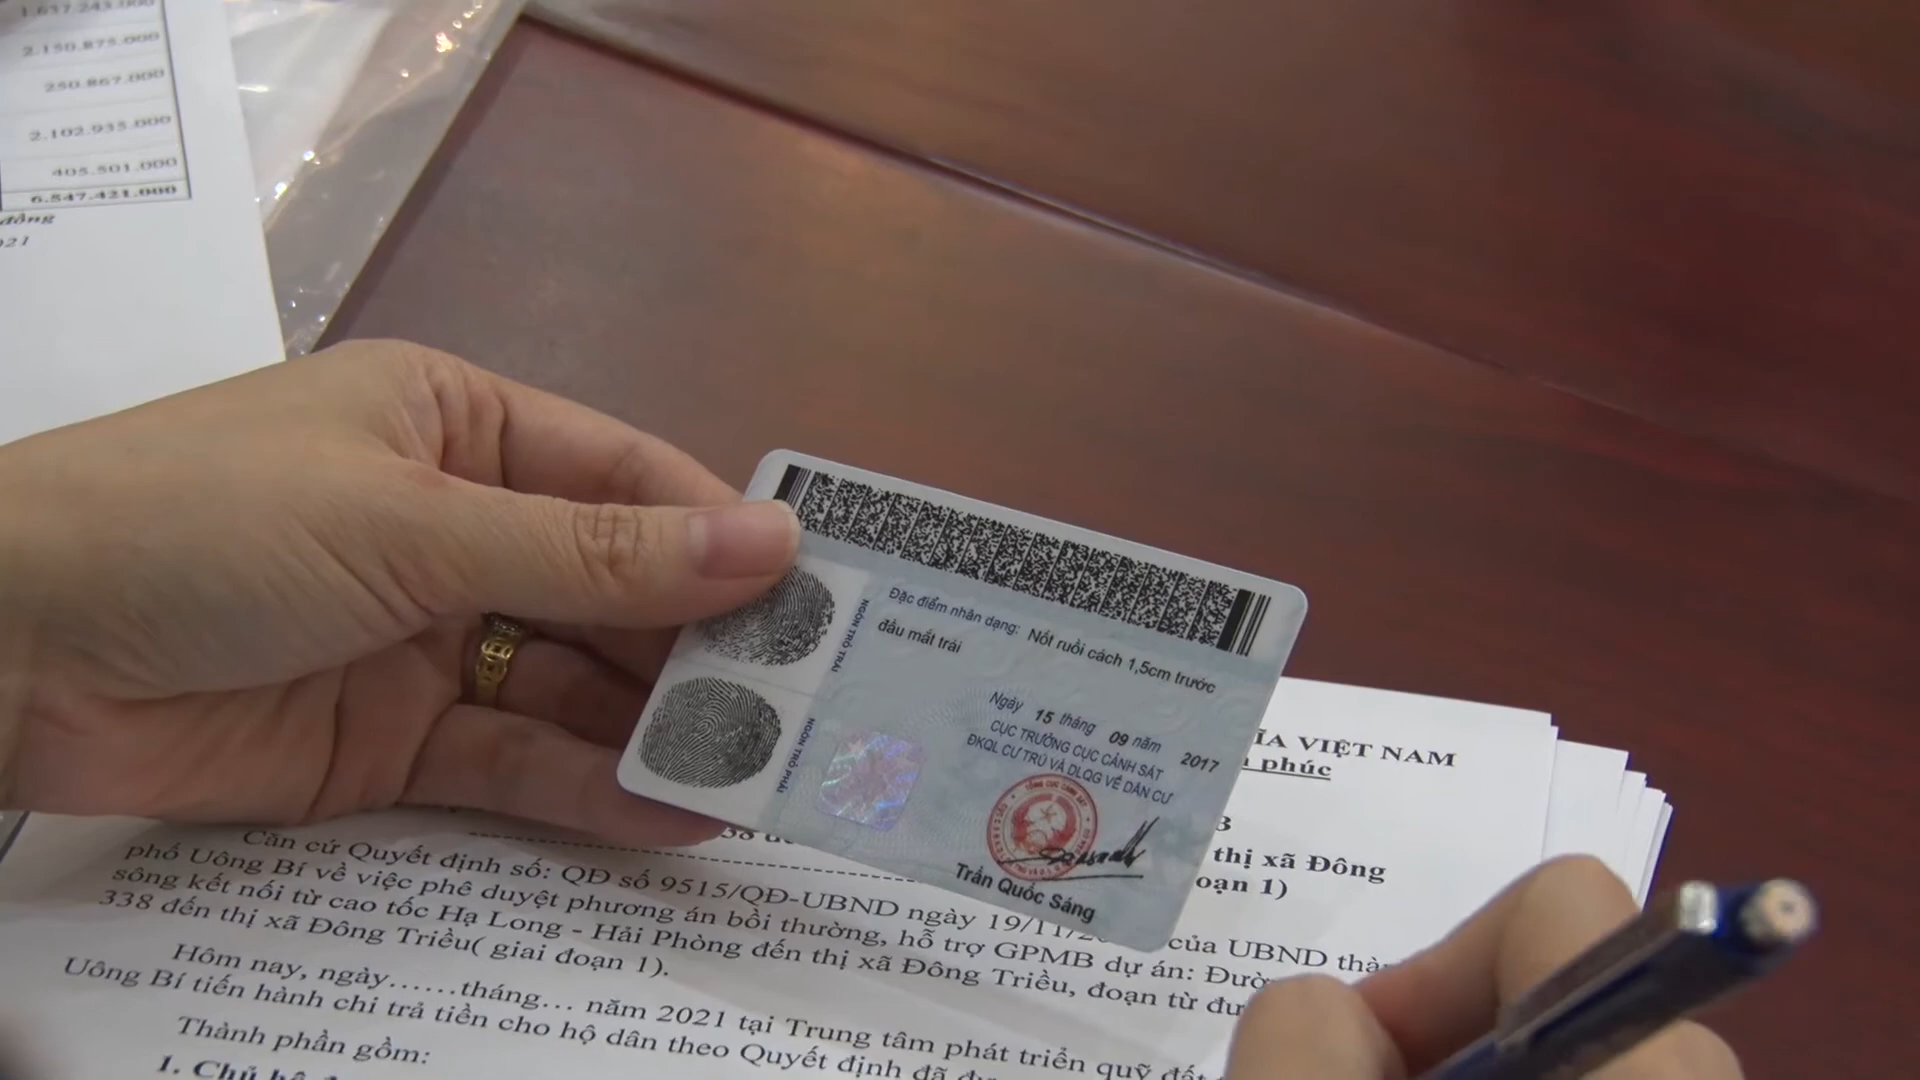 1.637.243.000
2.150.875.000
250.867.000
2.102.935.000
405.501.000
6.547.421.000
đồng
021
NGÓN TRỎ TRÁI
NGÓN TRỎ PHẢI
Đặc điểm nhân dạng: Nốt ruồi cách 1,5cm trước
đầu mắt trái
Ngày 15 tháng 09 năm 2017
CỤC TRƯỞNG CỤC CẢNH SÁT
ĐKQL CƯ TRÚ VÀ DLQG VỀ DÂN CƯ
Trần Quốc Sáng
ĨA VIỆT NAM
phúc
thị xã Đông
oạn 1)
Căn cứ Quyết định số: QĐ số 9515/QĐ-UBND ngày 19/11/ của UBND
phố Uông Bí về việc phê duyệt phương án bồi thường, hỗ trợ GPMB dự án:
sông kết nối từ cao tốc Hạ Long - Hải Phòng đến thị xã Đông Triều, đoạn từ
338 đến thị xã Đông Triều( giai đoạn 1).
Hôm nay, ngày……tháng… năm 2021 tại Trung tâm phát triển quỹ đất
Uông Bí tiến hành chi trả tiền cho hộ dân theo Quyết định đã
Thành phần gồm:
1. Chủ hộ